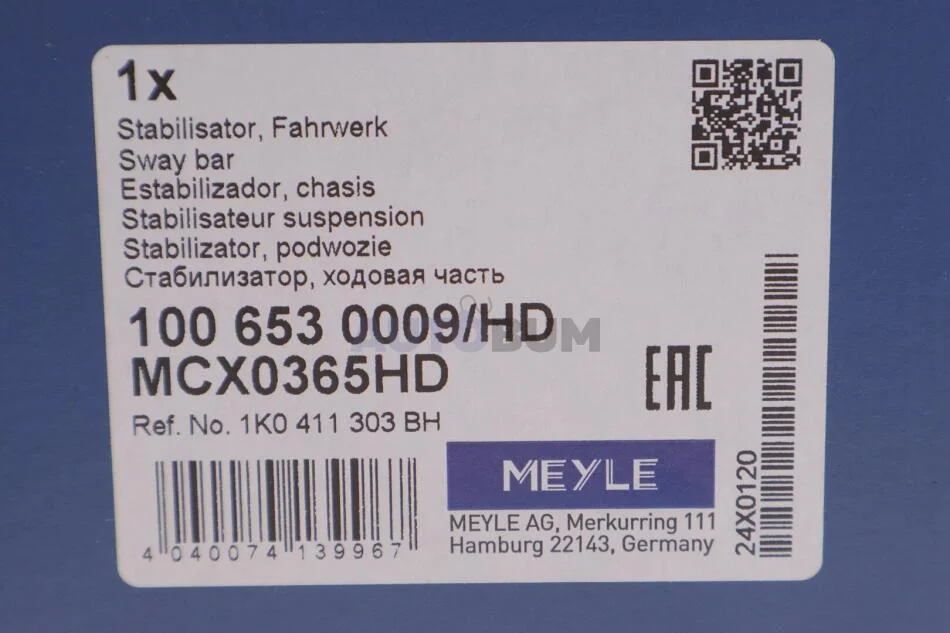 1x
Stabilisator, Fahrwerk
Sway bar
Estabilizador, chasis
Stabilisateur suspension
Stabilizator, podwozie
Стабилизатор, ходовая часть
100 653 0009/HD
AUTOBUM
MCX0365HD
EAC
Ref. No. 1K0 411 303 BH
MEYLE
MEYLE AG, Merkurring 111
Hamburg 22143, Germany
4 040074 139967
24X0120